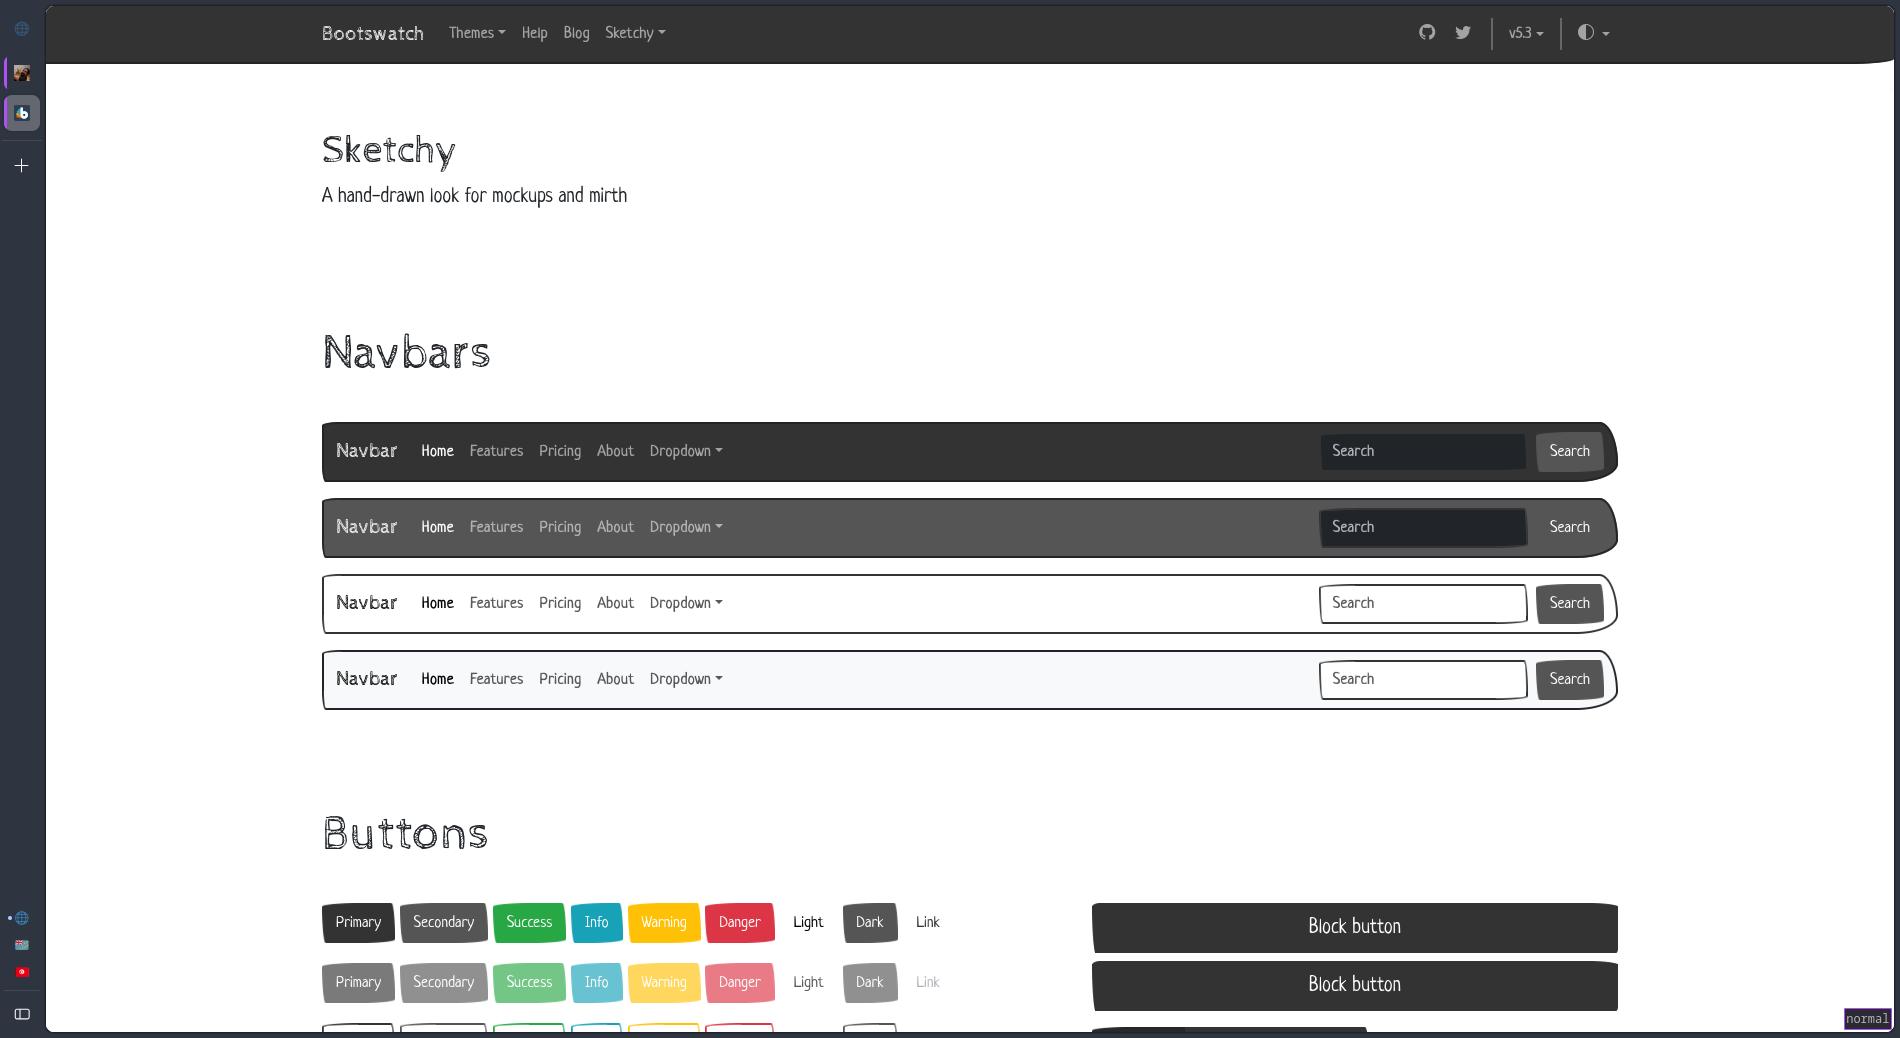 Bootswatch Themes Help Blog Sketchy v5.3
Sketchy
A hand-drawn look for mockups and mirth
Navbars
Navbar Home Features Pricing About Dropdown Search Search
Navbar Home Features Pricing About Dropdown Search Search
Navbar Home Features Pricing About Dropdown Search Search
Navbar Home Features Pricing About Dropdown Search Search
Buttons
Primary Secondary Success Info Warning Danger Light Dark Link Block button
Primary Secondary Success Info Warning Danger Light Dark Link Block button
normal